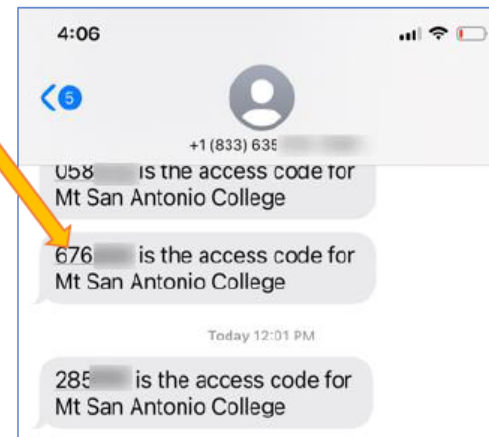 4:06
5
+1 (833) 635
058 is the access code for
Mt San Antonio College
676 is the access code for
Mt San Antonio College
Today 12:01 PM
285 is the access code for
Mt San Antonio College